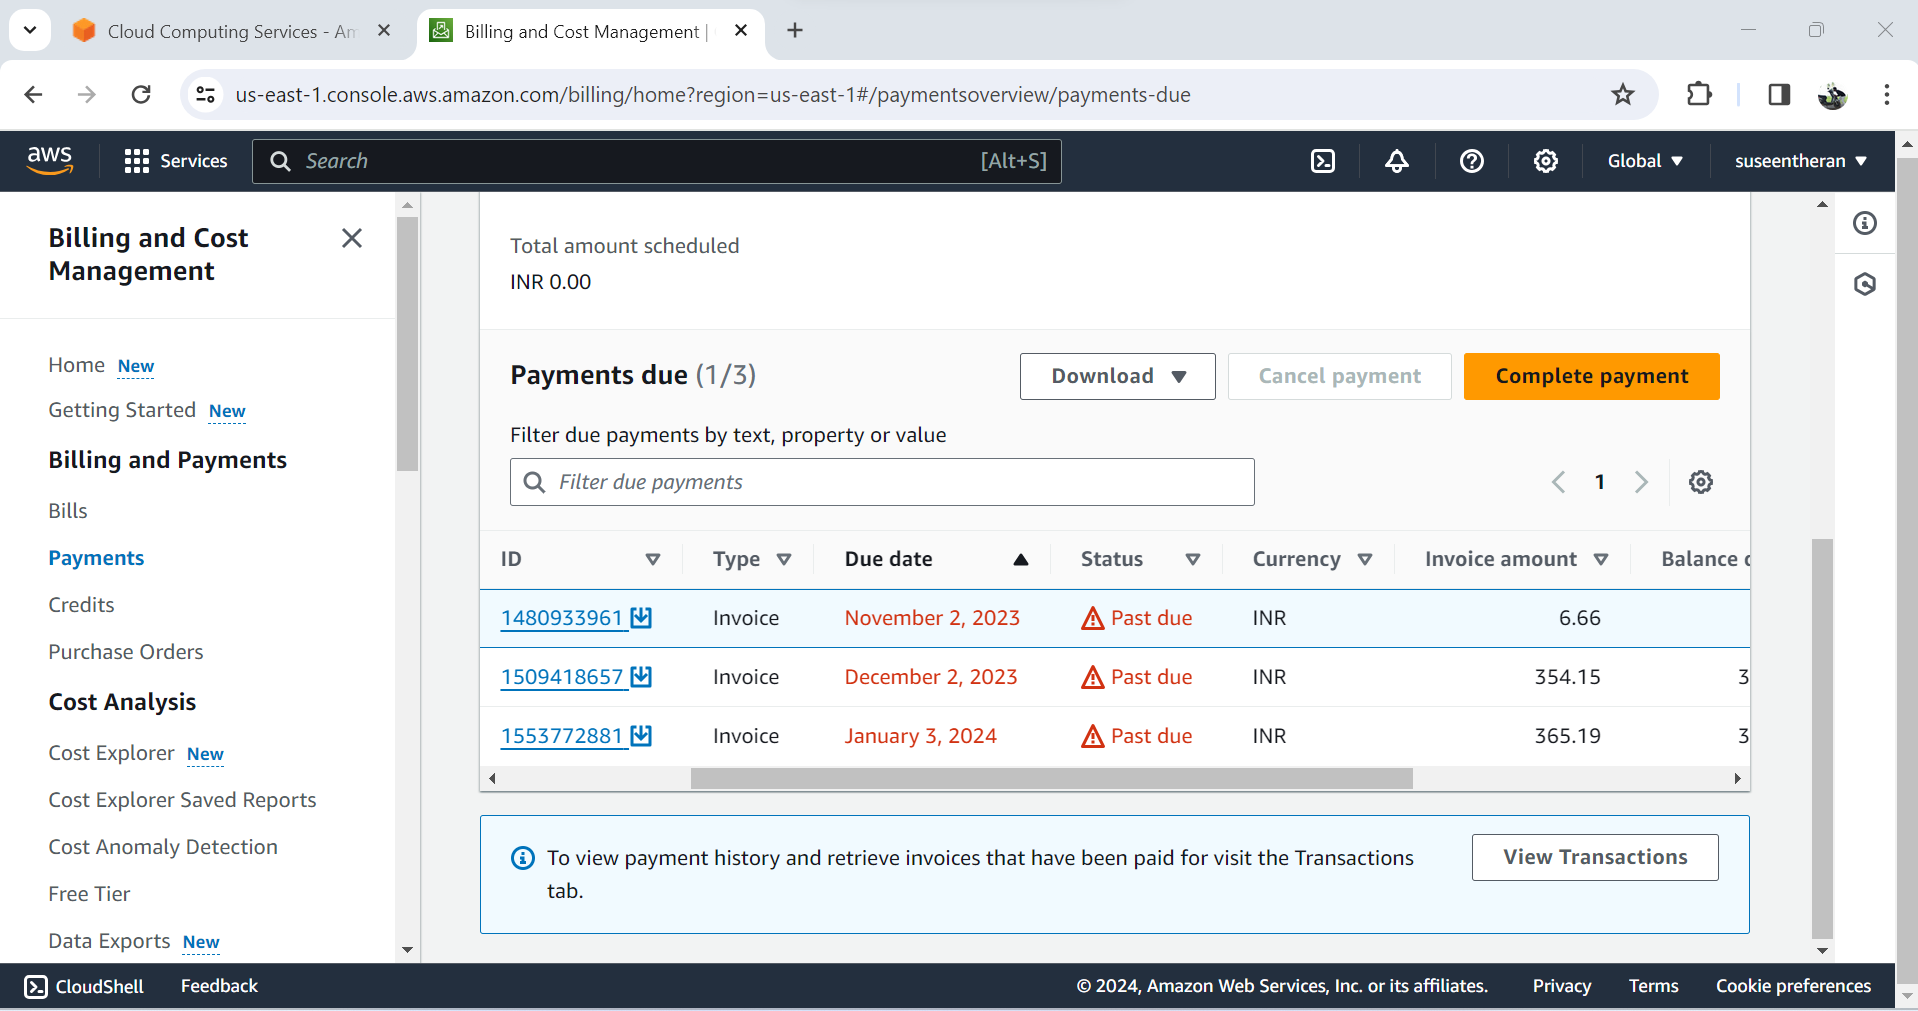 Cloud Computing Services - Am
Billing and Cost Management |
us-east-1.console.aws.amazon.com/billing/home?region=us-east-1#/paymentsoverview/payments-due
aws
Services
Search
[Alt+S]
Global
suseentheran
Billing and Cost
Management
Home New
Getting Started New
Billing and Payments
Bills
Payments
Credits
Purchase Orders
Cost Analysis
Cost Explorer New
Cost Explorer Saved Reports
Cost Anomaly Detection
Free Tier
Data Exports New
Total amount scheduled
INR 0.00
Payments due (1/3)
Download
Cancel payment
Complete payment
Filter due payments by text, property or value
Filter due payments
1
ID Type Due date Status Currency Invoice amount Balance
1480933961 Invoice November 2, 2023 Past due INR 6.66
1509418657 Invoice December 2, 2023 Past due INR 354.15 3
1553772881 Invoice January 3, 2024 Past due INR 365.19 3
To view payment history and retrieve invoices that have been paid for visit the Transactions
tab.
View Transactions
CloudShell
Feedback
© 2024, Amazon Web Services, Inc. or its affiliates.
Privacy
Terms
Cookie preferences